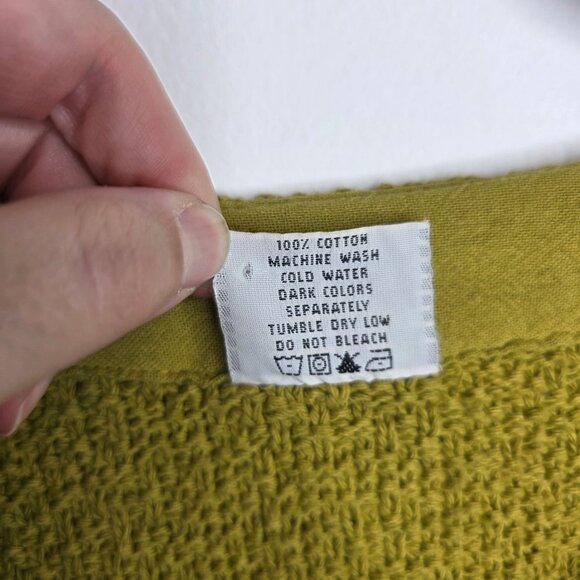 100% COTTON
MACHINE WASH
COLD WATER
DARK COLORS
SEPARATELY
TUMBLE DRY LOW
DO NOT BLEACH